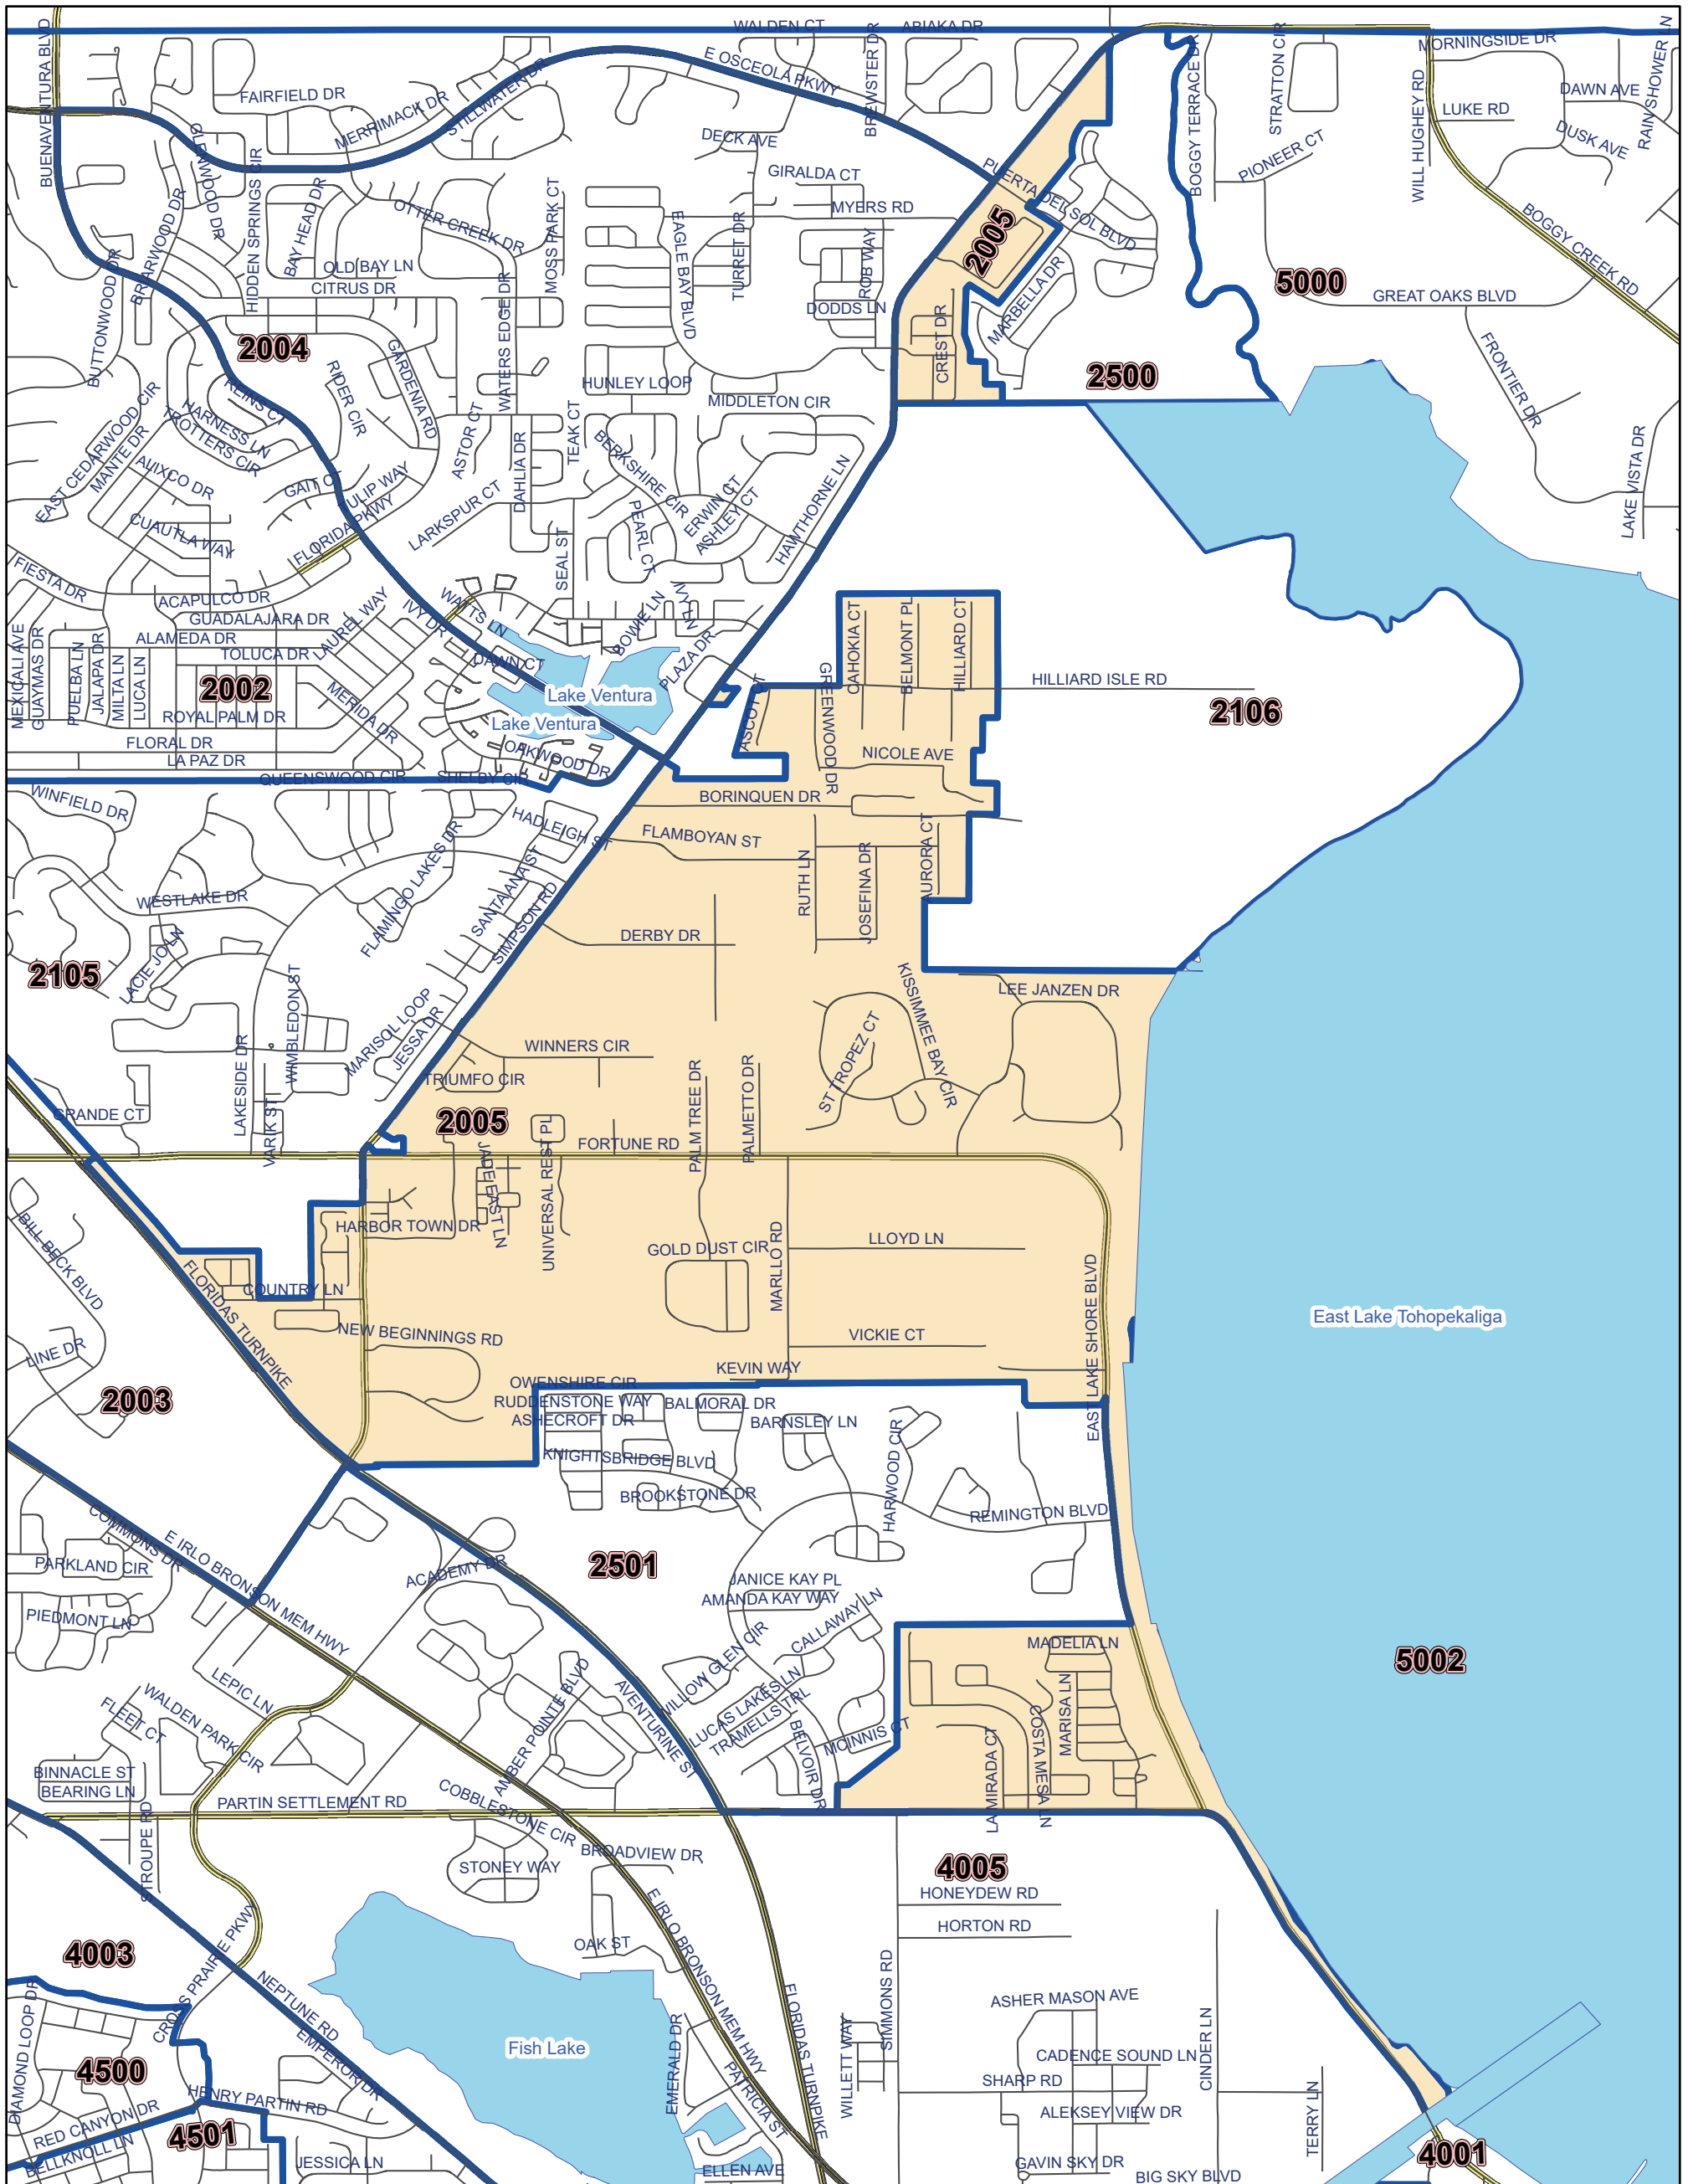 WALDEN CT
ABIAKA DR
BUENAVENTURA BLVD
E OSCEOLA PKWY
BREWSTER DR
MORNINGSIDE DR
RAIN SHOWER LN
FAIRFIELD DR
MERRIMACK DR
STILLWATER DR
BOGGY TERRACE DR
STRATTON CIR
WILL HUGHEY RD
DAWN AVE
LUKE RD
DUSK AVE
GLENWOOD DR
DECK AVE
PIONEER CT
HIDDEN SPRINGS CIR
BAY HEAD DR
GIRALDA CT
PUERTA DEL SOL BLVD
BRIARWOOD DR
OTTER CREEK DR
MOSS PARK CT
EAGLE BAY BLVD
TURRET DR
MYERS RD
2005
BOGGY CREEK RD
BUTTONWOOD DR
OLD BAY LN
CITRUS DR
WATERS EDGE DR
ROB WAY
DODDS LN
MARBELLA DR
5000
GREAT OAKS BLVD
2004
GARDENIA RD
RIDER CIR
CREST DR
2500
FRONTIER DR
REINS CT
HARNESS LN
TROTTERS CIR
HUNLEY LOOP
MIDDLETON CIR
EAST CEDARWOOD CIR
MANTE DR
ALIXCO DR
ASTOR CT
DAHLIA DR
TEAK CT
BERKSHIRE CIR
LAKE VISTA DR
GAIT CT
TULIP WAY
LARKSPUR CT
PEARL CT
ERWIN CT
ASHLEY CT
HAWTHORNE LN
CUAUTLA WAY
FLORIDA PKWY
SEAL ST
FIESTA DR
ACAPULCO DR
GUADALAJARA DR
ALAMEDA DR
TOLUCA DR
LAUREL WAY
IVY DR
WATTS LN
BOWIE LN
IVY LN
PLAZA DR
CAHOKIA CT
BELMONT PL
HILLIARD CT
MEXICALI AVE
GUAYMAS DR
PUELBA LN
JALAPA DR
MILTA LN
LUCA LN
2002
DAWN CT
Lake Ventura
Lake Ventura
HILLIARD ISLE RD
2106
ROYAL PALM DR
MERIDA DR
ASCOT CT
GREENWOOD DR
FLORAL DR
LA PAZ DR
OAKWOOD DR
NICOLE AVE
QUEENSWOOD CIR
SHELBY CIR
WINFIELD DR
BORINQUEN DR
HADLEIGH ST
FLAMBOYAN ST
FLAMINGO LAKES DR
SANTA ANA ST
SIMPSON RD
RUTH LN
JOSEFINA DR
AURORA CT
WESTLAKE DR
DERBY DR
2105
LACIE JO LN
KISSIMMEE BAY CIR
LEE JANZEN DR
WIMBLEDON ST
MARISOL LOOP
JESSA DR
WINNERS CIR
LAKESIDE DR
TRIUMFO CIR
ST TROPEZ CT
PALM TREE DR
PALMETTO DR
GRANDE CT
VARK ST
2005
FORTUNE RD
JADE EAST LN
UNIVERSAL REST PL
BILL BECK BLVD
HARBOR TOWN DR
GOLD DUST CIR
MARLLO RD
LLOYD LN
FLORIDAS TURNPIKE
COUNTRY LN
EAST LAKE SHORE BLVD
East Lake Tohopekaliga
NEW BEGINNINGS RD
VICKIE CT
LINE DR
KEVIN WAY
2003
OWENSHIRE CIR
RUDDENSTONE WAY
BALMORAL DR
ASHECROFT DR
BARNSLEY LN
KNIGHTSBRIDGE BLVD
HARWOOD CIR
BROOKSTONE DR
REMINGTON BLVD
COMMONS DR
E IRLO BRONSON MEM HWY
PARKLAND CIR
ACADEMY DR
2501
JANICE KAY PL
AMANDA KAY WAY
PIEDMONT LN
CALLAWAY LN
WILLOW GLEN CIR
MADELIA LN
5002
LEPIC LN
WALDEN PARK CIR
FLEET CT
AVENTURINE ST
LUCAS LAKES LN
TRAMELLS TRL
MARISA LN
COSTA MESA LN
LA MIRADA CT
MCINNIS CT
BELVOIR DR
AMBER POINTE BLVD
BINNACLE ST
BEARING LN
PARTIN SETTLEMENT RD
COBBLESTONE CIR
STROUPE RD
BROADVIEW DR
STONEY WAY
4005
HONEYDEW RD
HORTON RD
4003
CROSS PRAIRIE PKWY
OAK ST
E IRLO BRONSON MEM HWY
NEPTUNE RD
EMPEROR DR
Fish Lake
FLORIDAS TURNPIKE
SIMMONS RD
ASHER MASON AVE
DIAMOND LOOP DR
4500
EMERALD DR
WILLETT WAY
CADENCE SOUND LN
CINDER LN
SHARP RD
TERRY LN
HENRY PARTIN RD
RED CANYON DR
BELLKNOLL LN
4501
PATRICIA ST
ALEKSEY VIEW DR
JESSICA LN
ELLEN AVE
GAVIN SKY DR
BIG SKY BLVD
4001